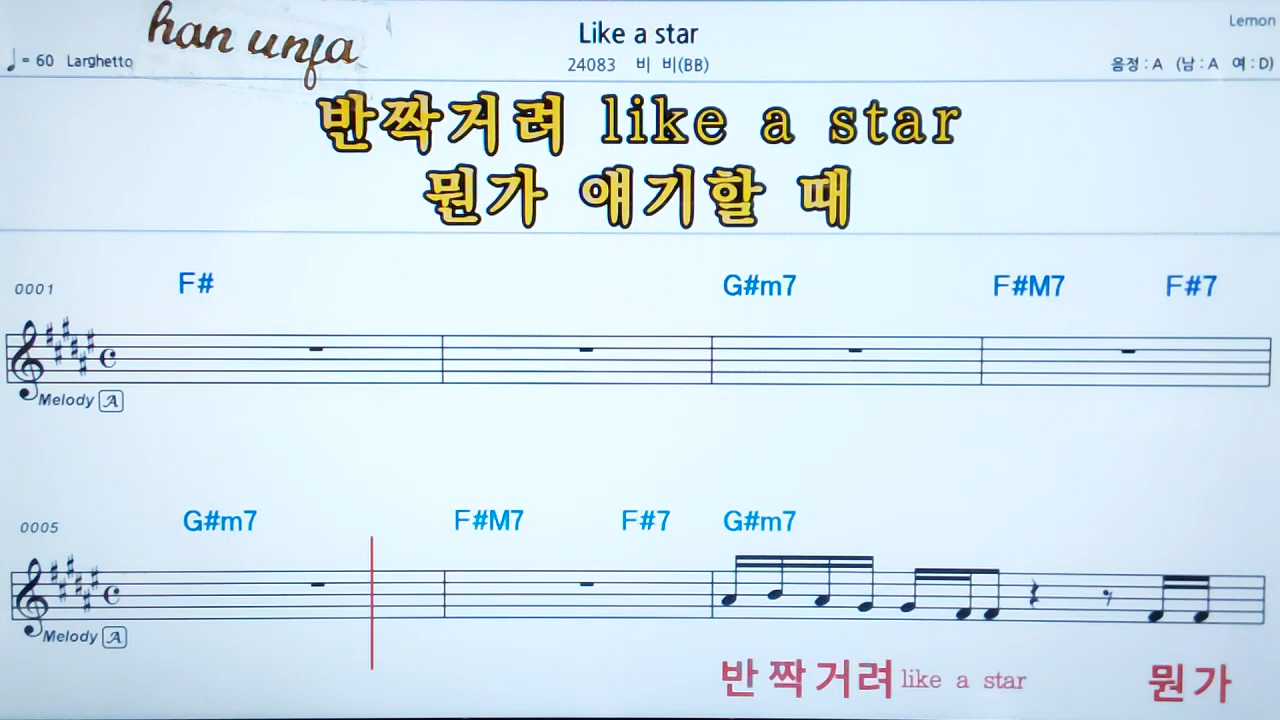 han unfa
Like a star
Lemon
♩= 60 Larghetto
24083 비 비(BB)
음정 : A (남 : A 여 : D)
반짝거려 like a star
뭔가 얘기할 때
0001 F# G#m7 F#M7 F#7
Melody A
0005 G#m7 F#M7 F#7 G#m7
Melody A
반짝거려 like a star 뭔가